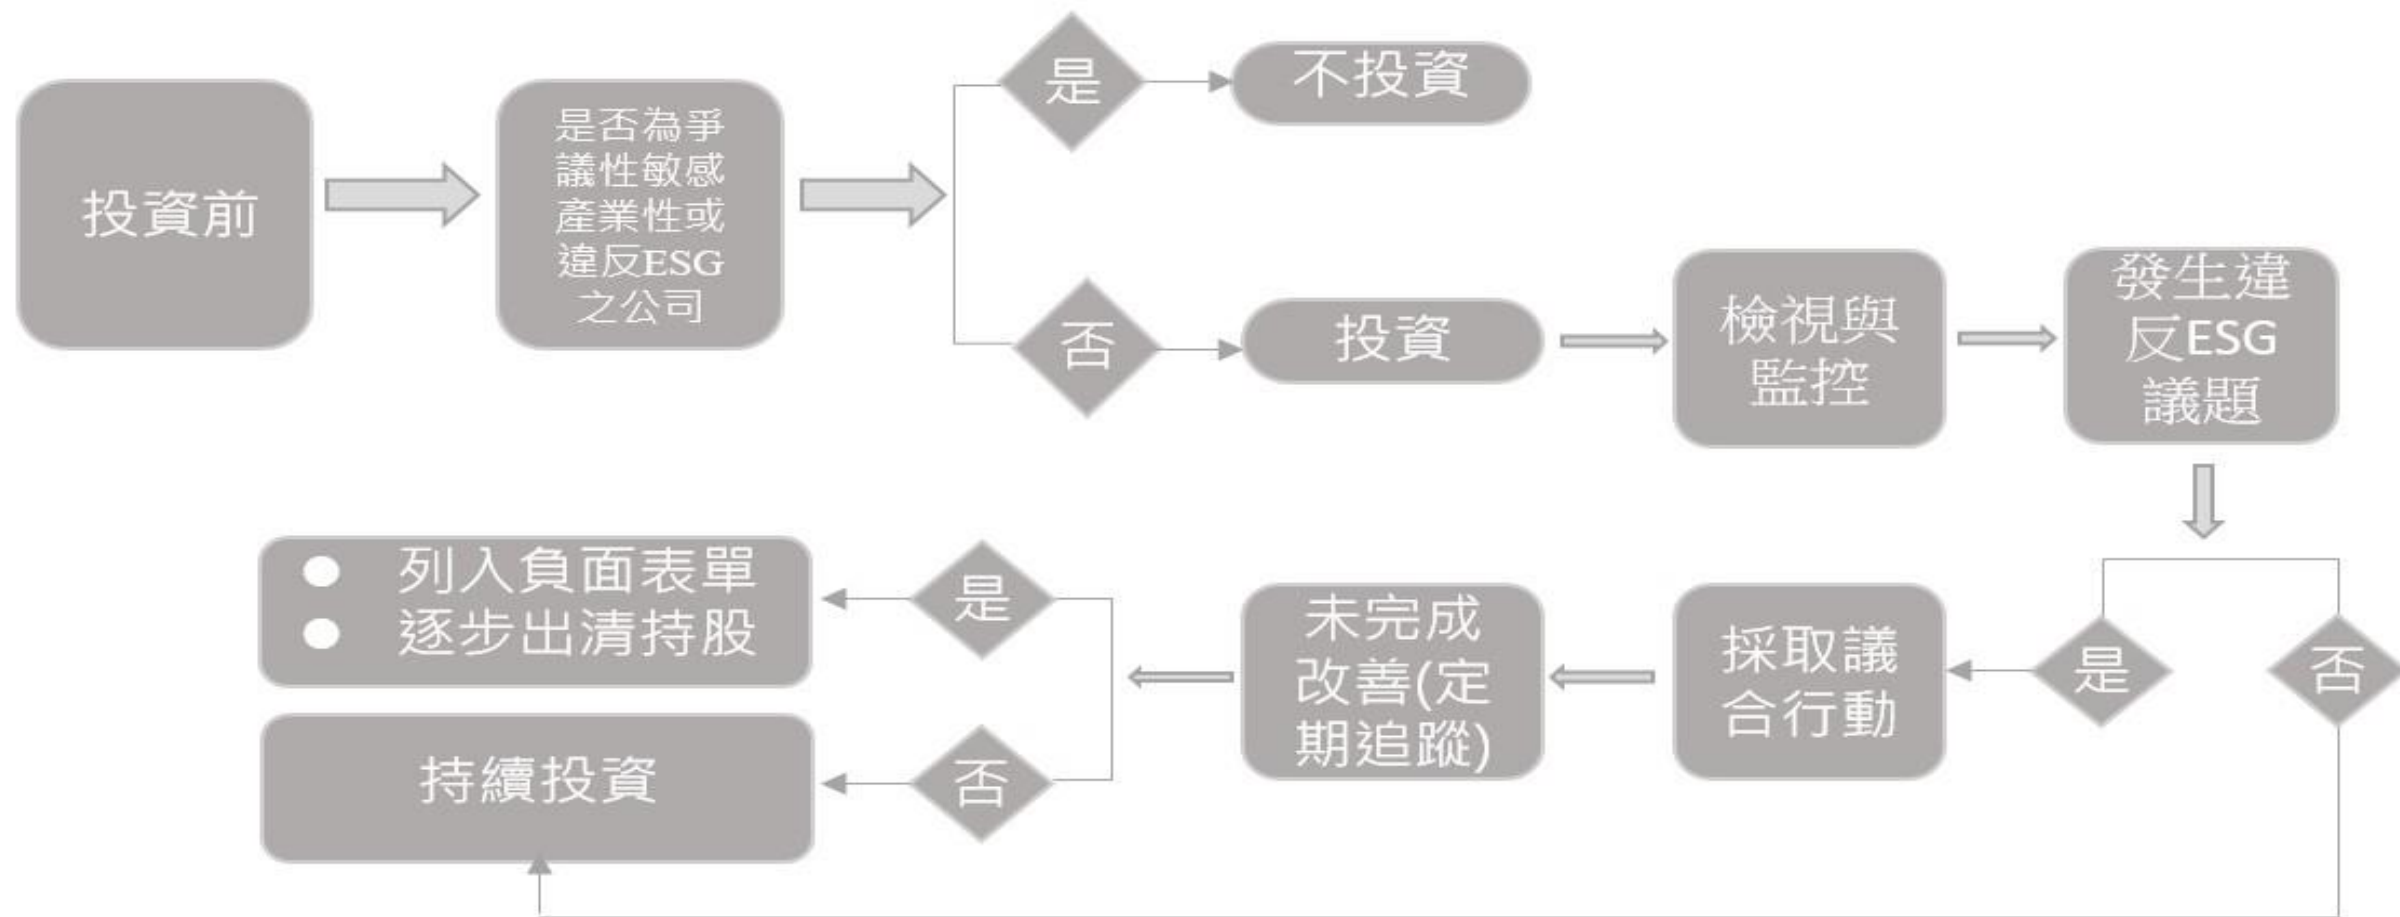 投資前
是否為爭
議性敏感
產業性或
違反ESG
之公司
是
不投資
否
投資
檢視與
監控
發生違
反ESG
議題
是
否
採取議
合行動
未完成
改善(定
期追蹤)
是
● 列入負面表單
● 逐步出清持股
否
持續投資